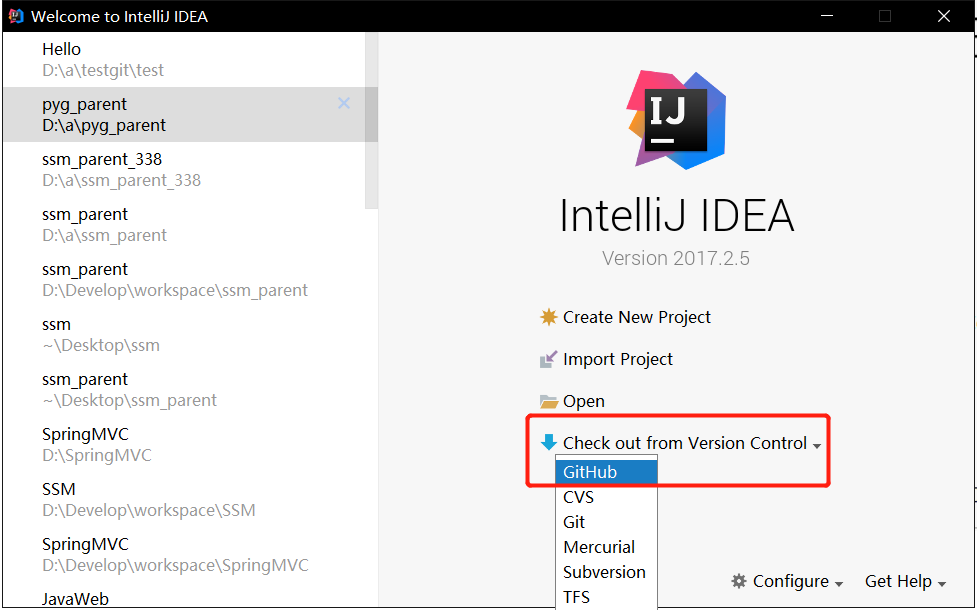 Welcome to IntelliJ IDEA
Hello
D:\a\testgit\test
pyg_parent
D:\a\pyg_parent
ssm_parent_338
D:\a\ssm_parent_338
ssm_parent
D:\a\ssm_parent
ssm_parent
D:\Develop\workspace\ssm_parent
ssm
~\Desktop\ssm
ssm_parent
~\Desktop\ssm_parent
SpringMVC
D:\SpringMVC
SSM
D:\Develop\workspace\SSM
SpringMVC
D:\Develop\workspace\SpringMVC
JavaWeb
IJ
IntelliJ IDEA
Version 2017.2.5
Create New Project
Import Project
Open
Check out from Version Control
GitHub
CVS
Git
Mercurial
Subversion
TFS
Configure
Get Help